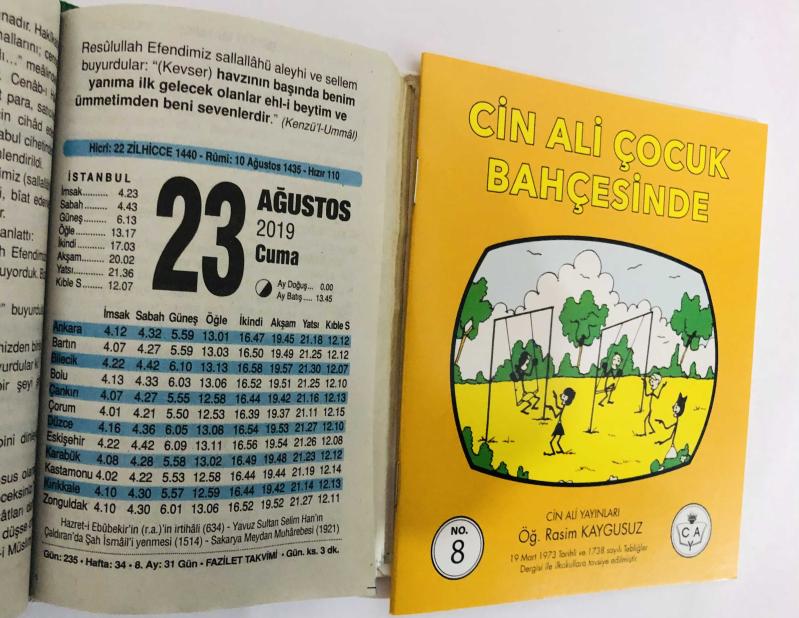 nadır. Hakîk
Resûlullah Efendimiz sallallâhü aleyhi ve sellem
buyurdular: “(Kevser) havzının başında benim
yanıma ilk gelecek olanlar ehl-i beytim ve
ümmetimden beni sevenlerdir.” (Kenzü'l-Ummâl)
Hicrî: 22 ZİLHİCCE 1440 - Rûmî: 10 Ağustos 1435 - Hızır 110
İSTANBUL
İmsak......... 4.23
Sabah ........ 4.43
Güneş........ 6.13
Öğle .......... 13.17
İkindi ......... 17.03
Akşam....... 20.02
Yatsı.......... 21.36
Kıble S....... 12.07
23
AĞUSTOS
2019
Cuma
Ay Doğuş... 0.00
Ay Batış..... 13.45
İmsak Sabah Güneş Öğle İkindi Akşam Yatsı Kıble S
Ankara 4.12 4.32 5.59 13.01 16.47 19.45 21.18 12.12
Bartın 4.07 4.27 5.59 13.03 16.50 19.49 21.25 12.12
Bilecik 4.22 4.42 6.10 13.13 16.58 19.57 21.30 12.07
Bolu 4.13 4.33 6.03 13.06 16.52 19.51 21.25 12.10
Çankırı 4.07 4.27 5.55 12.58 16.44 19.42 21.16 12.13
Çorum 4.01 4.21 5.50 12.53 16.39 19.37 21.11 12.15
Düzce 4.16 4.36 6.05 13.08 16.54 19.53 21.27 12.10
Eskişehir 4.22 4.42 6.09 13.11 16.56 19.54 21.26 12.08
Karabük 4.08 4.28 5.58 13.02 16.49 19.48 21.23 12.12
Kastamonu 4.02 4.22 5.53 12.58 16.44 19.44 21.19 12.14
Kırıkkale 4.10 4.30 5.57 12.59 16.44 19.42 21.14 12.13
Zonguldak 4.10 4.30 6.01 13.06 16.52 19.52 21.27 12.11
Hazret-i Ebûbekir'in (r.a.)'in irtihâli (634) - Yavuz Sultan Selim Han'ın
Çaldıran'da Şah İsmâil'i yenmesi (1514) - Sakarya Meydan Muhârebesi (1921)
Gün: 235 • Hafta: 34 • 8. Ay: 31 Gün • FAZİLET TAKVİMİ • Gün. ks. 3 dk.
CİN ALİ ÇOCUK
BAHÇESİNDE
CİN ALİ YAYINLARI
Öğ. Rasim KAYGUSUZ
19 Mart 1973 Tarihli ve 1738 sayılı Tebliğler
Dergisi ile ilkokullara tavsiye edilmiştir.
NO.
8
C A
Y